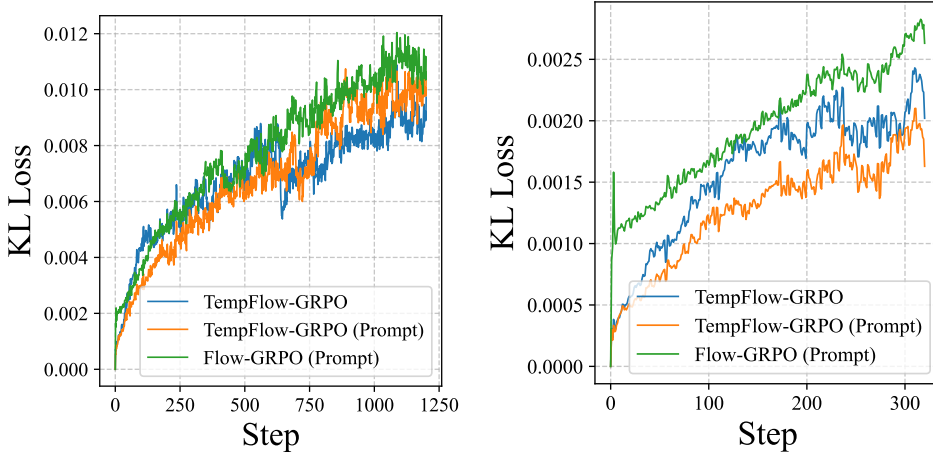 0.012
0.010
0.008
0.006
0.004
0.002
0.000
KL Loss
TempFlow-GRPO
TempFlow-GRPO (Prompt)
Flow-GRPO (Prompt)
0 250 500 750 1000 1250
Step
0.0025
0.0020
0.0015
0.0010
0.0005
0.0000
KL Loss
TempFlow-GRPO
TempFlow-GRPO (Prompt)
Flow-GRPO (Prompt)
0 100 200 300
Step